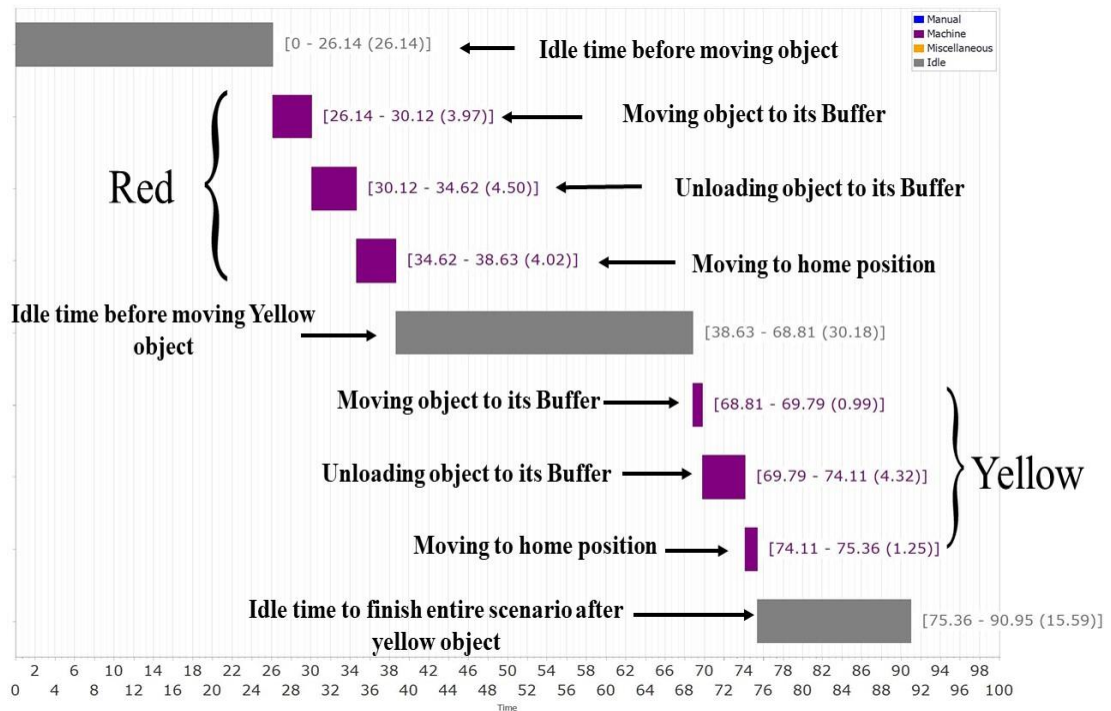 Manual
Machine
Miscellaneous
Idle
[0 - 26.14 (26.14)]
Idle time before moving object
[26.14 - 30.12 (3.97)]
Moving object to its Buffer
Red
[30.12 - 34.62 (4.50)]
Unloading object to its Buffer
[34.62 - 38.63 (4.02)]
Moving to home position
Idle time before moving Yellow
object
[38.63 - 68.81 (30.18)]
Moving object to its Buffer
[68.81 - 69.79 (0.99)]
Unloading object to its Buffer
[69.79 - 74.11 (4.32)]
Yellow
Moving to home position
[74.11 - 75.36 (1.25)]
Idle time to finish entire scenario after
yellow object
[75.36 - 90.95 (15.59)]
2 6 10 14 18 22 26 30 34 38 42 46 50 54 58 62 66 70 74 78 82 86 90 94 98
0 4 8 12 16 20 24 28 32 36 40 44 48 52 56 60 64 68 72 76 80 84 88 92 96 100
Time